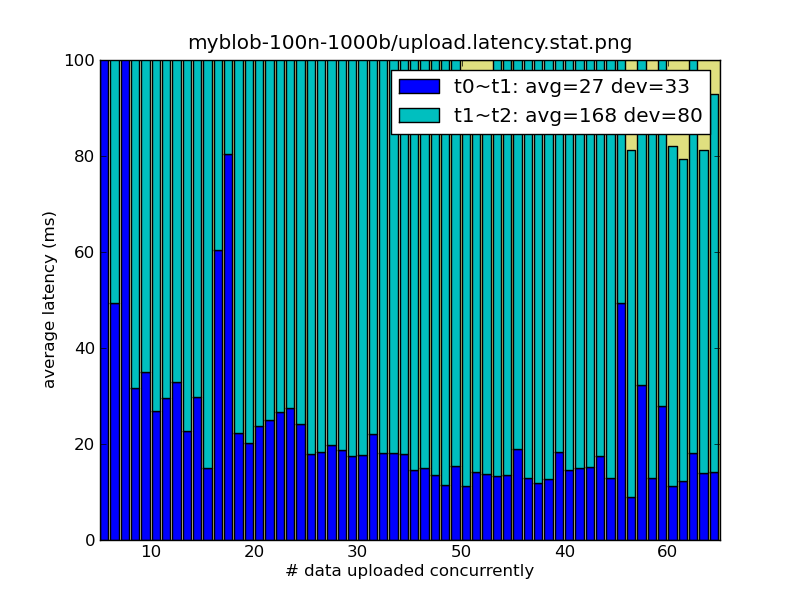 myblob-100n-1000b/upload.latency.stat.png
t0~t1: avg=27 dev=33
t1~t2: avg=168 dev=80
average latency (ms)
100
80
60
40
20
0
10 20 30 50 40 60
# data uploaded concurrently